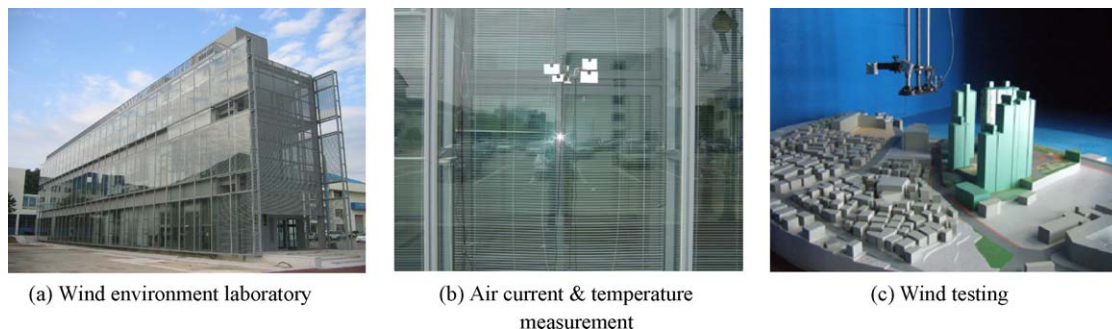 (a) Wind environment laboratory
(b) Air current & temperature
measurement
(c) Wind testing